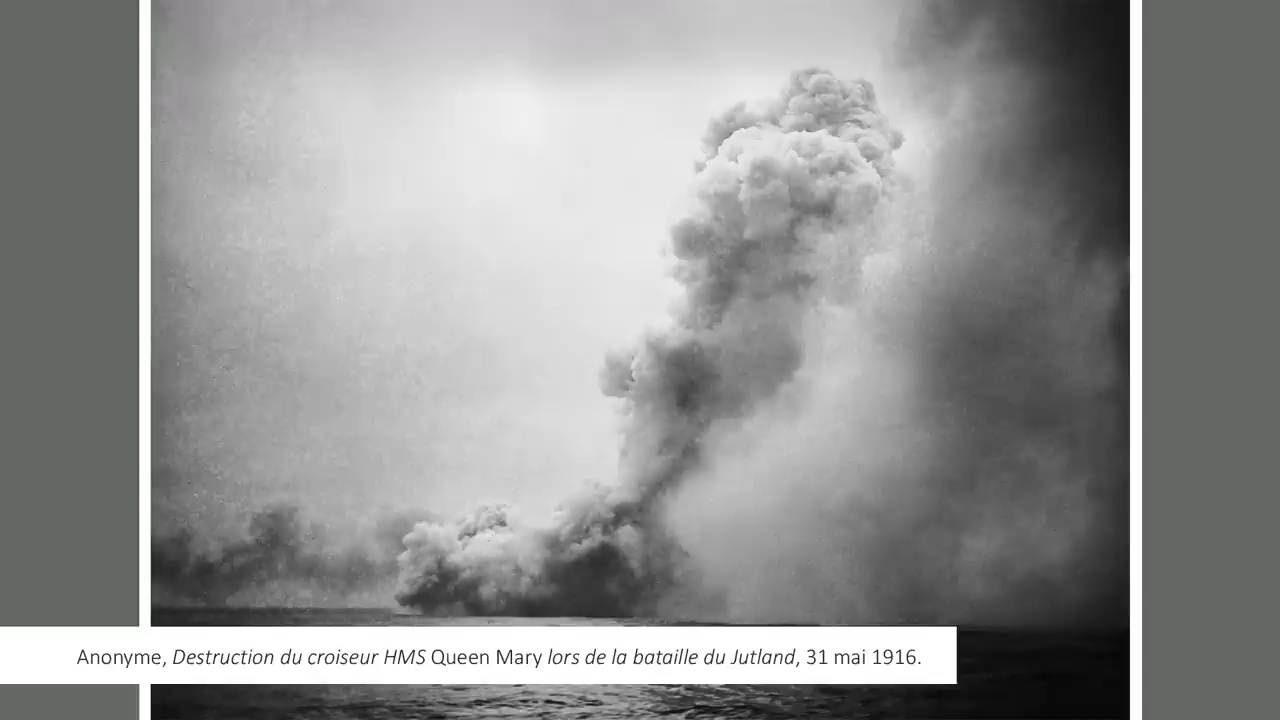 Anonyme, Destruction du croiseur HMS Queen Mary lors de la bataille du Jutland, 31 mai 1916.